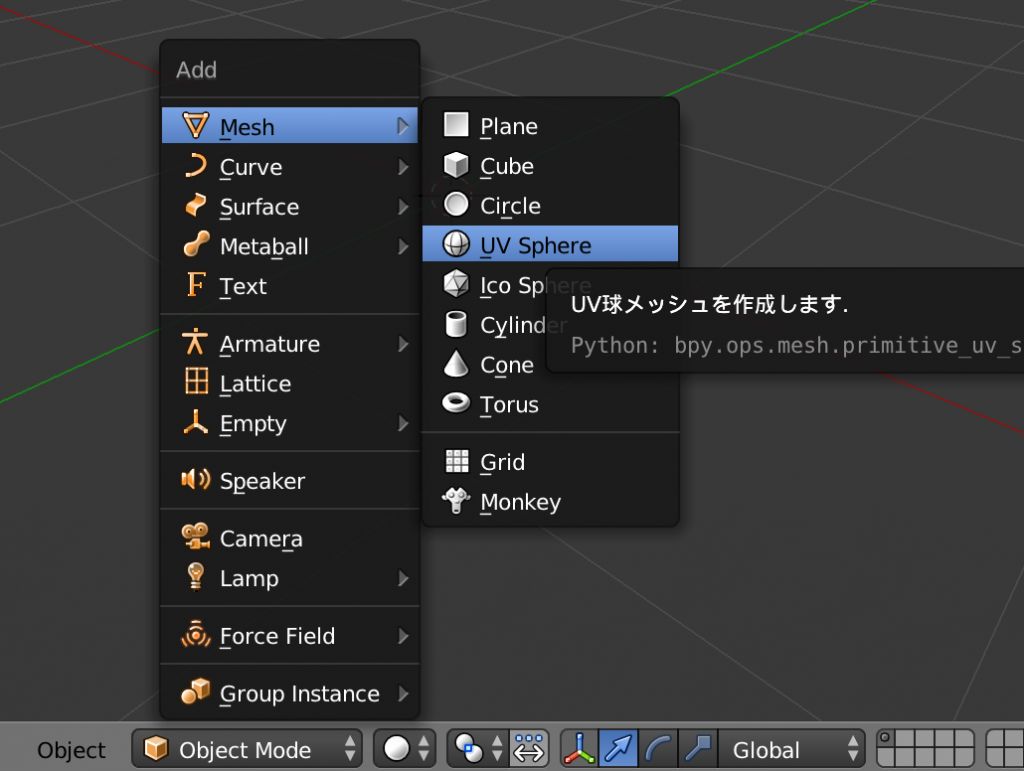 Add
Mesh
Curve
Surface
Metaball
Text
Armature
Lattice
Empty
Speaker
Camera
Lamp
Force Field
Group Instance
Plane
Cube
Circle
UV Sphere
Ico Sphere
Cylinder
Cone
Torus
Grid
Monkey
UV球メッシュを作成します.
Python: bpy.ops.mesh.primitive_uv_s
Object
Object Mode
Global